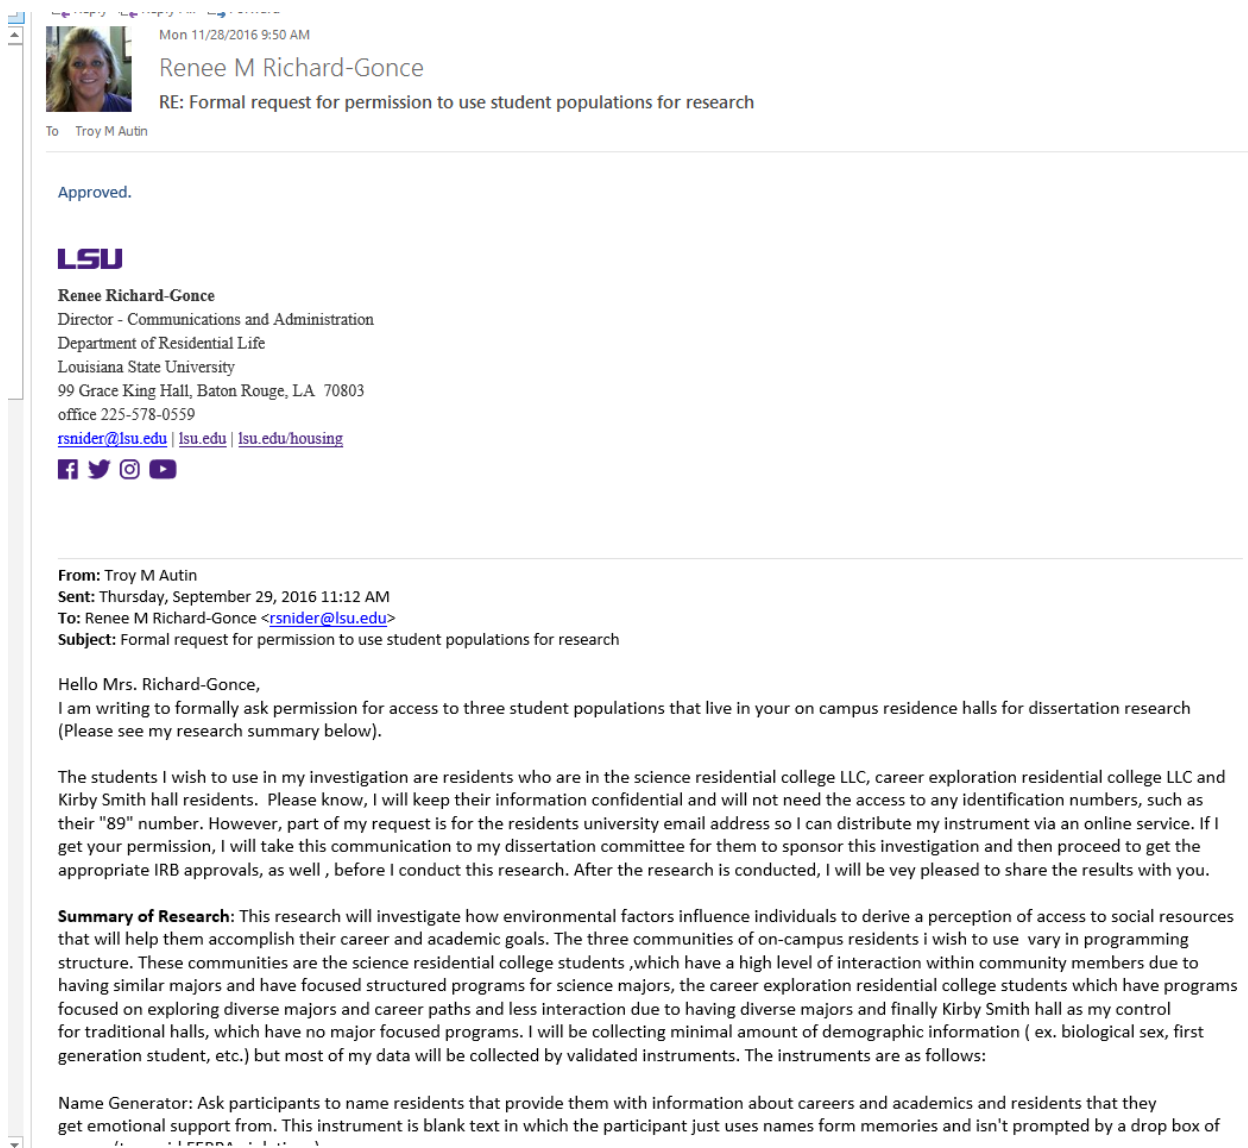 Mon 11/28/2016 9:50 AM
Renee M Richard-Gonce
RE: Formal request for permission to use student populations for research
To Troy M Autin
Approved.
LSU
Renee Richard-Gonce
Director - Communications and Administration
Department of Residential Life
Louisiana State University
99 Grace King Hall, Baton Rouge, LA 70803
office 225-578-0559
rsnider@lsu.edu | lsu.edu | lsu.edu/housing
From: Troy M Autin
Sent: Thursday, September 29, 2016 11:12 AM
To: Renee M Richard-Gonce <rsnider@lsu.edu>
Subject: Formal request for permission to use student populations for research
Hello Mrs. Richard-Gonce,
I am writing to formally ask permission for access to three student populations that live in your on campus residence halls for dissertation research
(Please see my research summary below).
The students I wish to use in my investigation are residents who are in the science residential college LLC, career exploration residential college LLC and
Kirby Smith hall residents. Please know, I will keep their information confidential and will not need the access to any identification numbers, such as
their "89" number. However, part of my request is for the residents university email address so I can distribute my instrument via an online service. If I
get your permission, I will take this communication to my dissertation committee for them to sponsor this investigation and then proceed to get the
appropriate IRB approvals, as well , before I conduct this research. After the research is conducted, I will be vey pleased to share the results with you.
Summary of Research: This research will investigate how environmental factors influence individuals to derive a perception of access to social resources
that will help them accomplish their career and academic goals. The three communities of on-campus residents i wish to use vary in programming
structure. These communities are the science residential college students ,which have a high level of interaction within community members due to
having similar majors and have focused structured programs for science majors, the career exploration residential college students which have programs
focused on exploring diverse majors and career paths and less interaction due to having diverse majors and finally Kirby Smith hall as my control
for traditional halls, which have no major focused programs. I will be collecting minimal amount of demographic information ( ex. biological sex, first
generation student, etc.) but most of my data will be collected by validated instruments. The instruments are as follows:
Name Generator: Ask participants to name residents that provide them with information about careers and academics and residents that they
get emotional support from. This instrument is blank text in which the participant just uses names form memories and isn't prompted by a drop box of